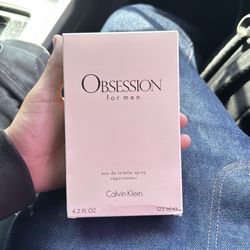 OBSESSION
for men
eau de toilette spray
vaporisateur
Calvin Klein
4.2 FL OZ
125 ml e